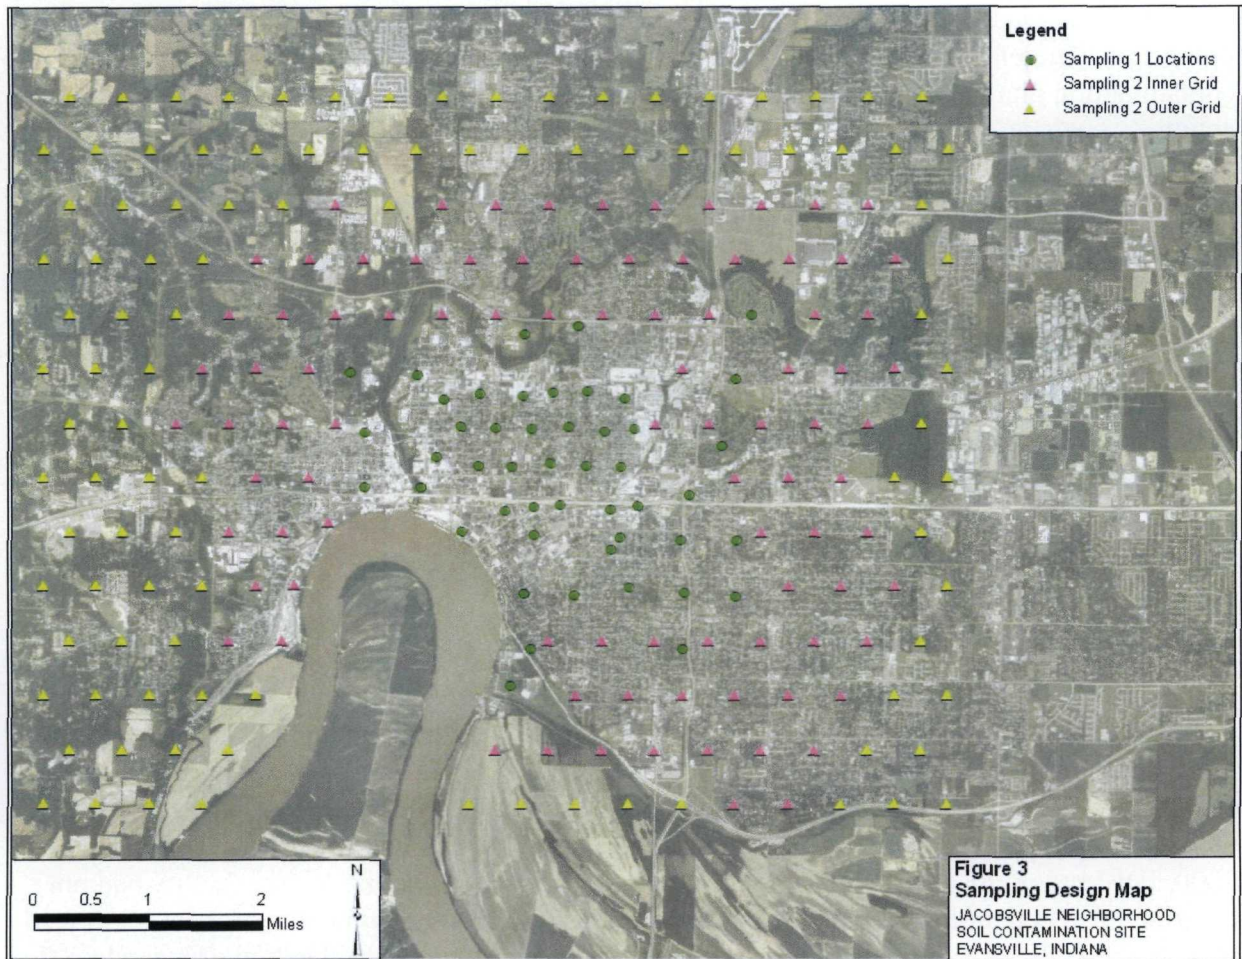 Legend
Sampling 1 Locations
Sampling 2 Inner Grid
Sampling 2 Outer Grid
N
0 0.5 1 2
Miles
Figure 3
Sampling Design Map
JACOBSVILLE NEIGHBORHOOD
SOIL CONTAMINATION SITE
EVANSVILLE, INDIANA